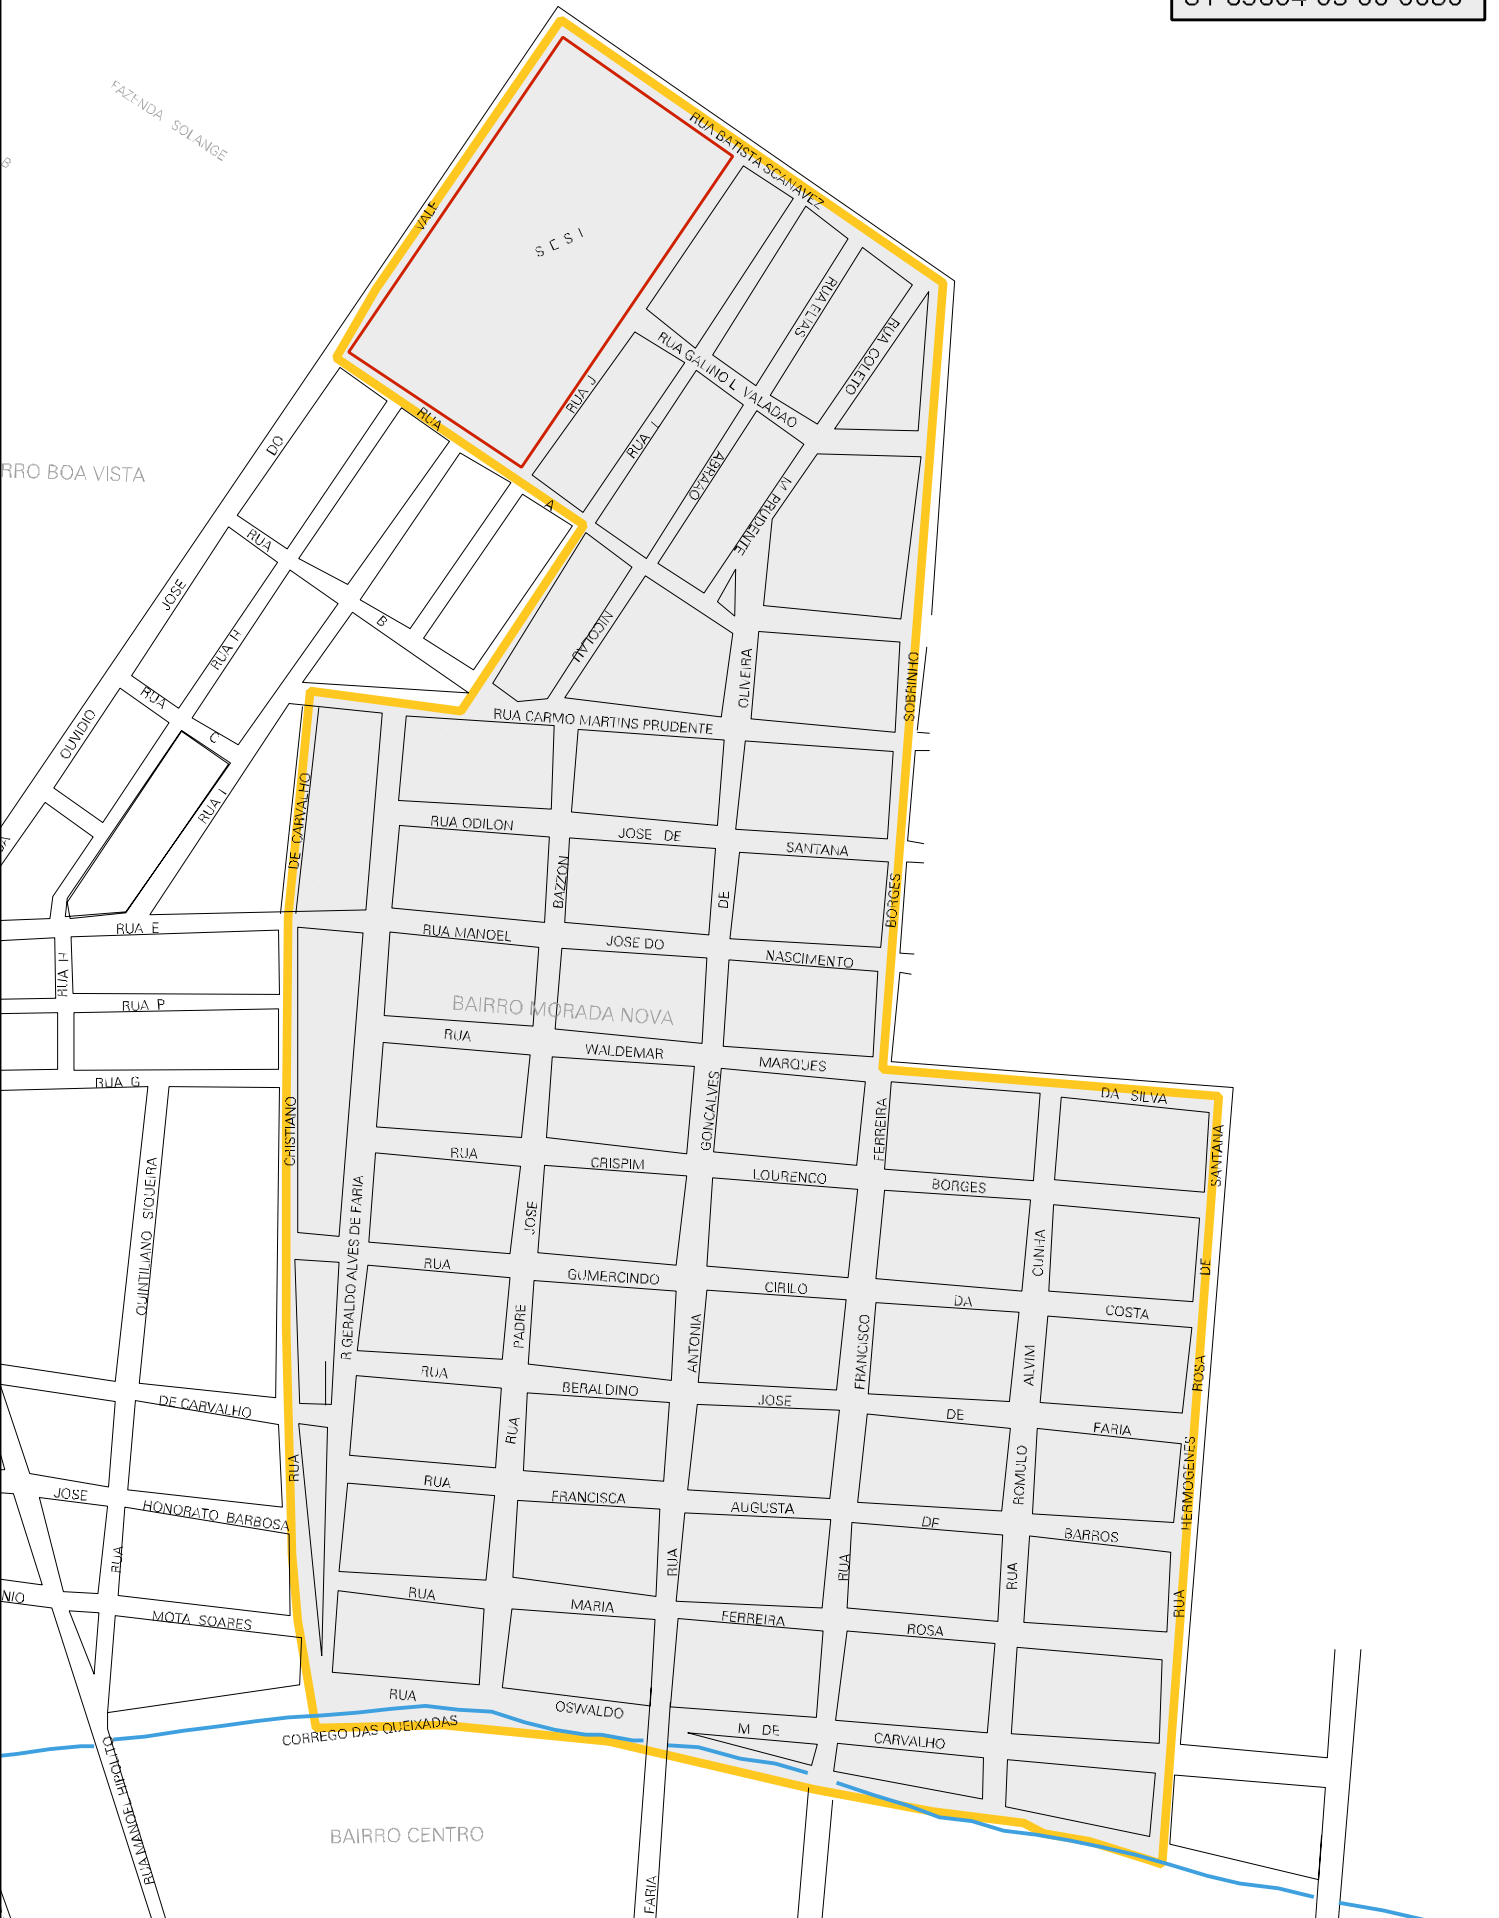 FAZENDA SOLANGE
B
RUA BATISTA SCANAVEZ
VALE
SESI
RUA ELIAS
RUA COLETO
RUA GALINO L VALADAO
RUA J
RUA
RUA I
ABRAAO
M PRUDENTE
DO
RRO BOA VISTA
A
RUA
JOSE
B
RUA H
NICOLAU
OLIVEIRA
SOBRINHO
RUA
OUVIDIO
C
RUA CARMO MARTINS PRUDENTE
RUA I
DE CARVALHO
RUA ODILON
JOSE DE
SANTANA
BAZZON
DE
BORGES
RUA E
RUA MANOEL
JOSE DO
NASCIMENTO
RUA H
RUA P
BAIRRO MORADA NOVA
RUA
WALDEMAR
MARQUES
DA SILVA
RUA G
CRISTIANO
GONCALVES
FERREIRA
SANTANA
RUA
CRISPIM
LOURENCO
BORGES
QUINTILIANO SIQUEIRA
R GERALDO ALVES DE FARIA
JOSE
CUNHA
DE
RUA
GUMERCINDO
CIRILO
DA
COSTA
PADRE
ANTONIA
FRANCISCO
ALVIM
ROSA
RUA
BERALDINO
JOSE
DE
FARIA
DE CARVALHO
RUA
RUA
ROMULO
HERMOGENES
JOSE
HONORATO BARBOSA
RUA
FRANCISCA
AUGUSTA
DE
BARROS
RUA
RUA
RUA
RUA
RUA
NIO
RUA
MARIA
FERREIRA
ROSA
MOTA SOARES
RUA
OSWALDO
M DE
CARVALHO
CORREGO DAS QUEIXADAS
RUA MANOEL HIPOLITO
BAIRRO CENTRO
FARIA